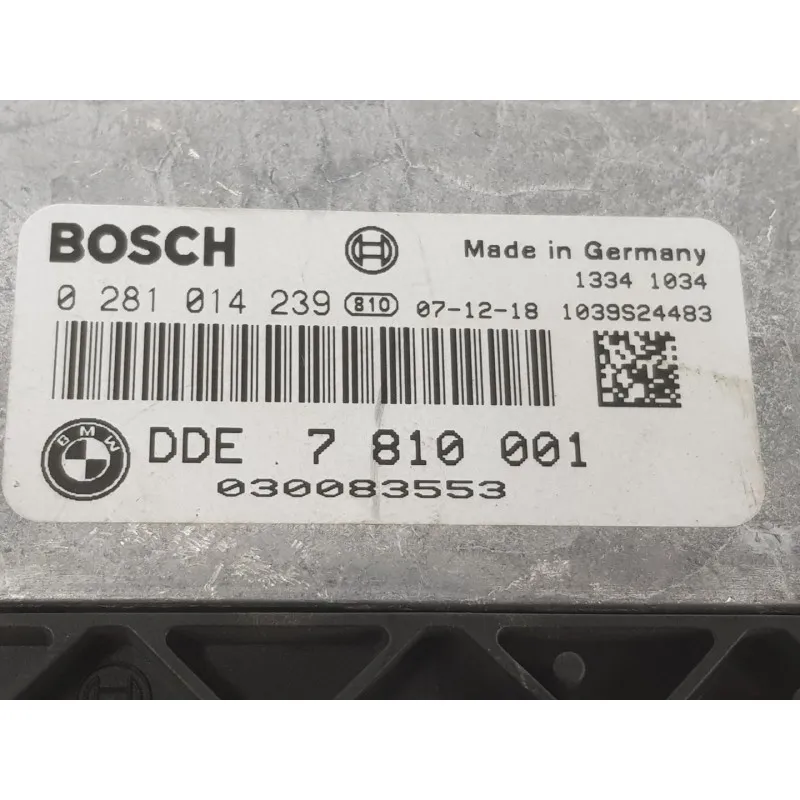 BOSCH Made in Germany
1334 1034
0 281 014 239 810 07-12-18 1039S24483
BMW DDE 7 810 001
030083553